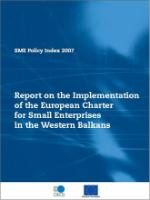 SME Policy Index 2007
Report on the Implementation
of the European Charter
for Small Enterprises
in the Western Balkans
OECD